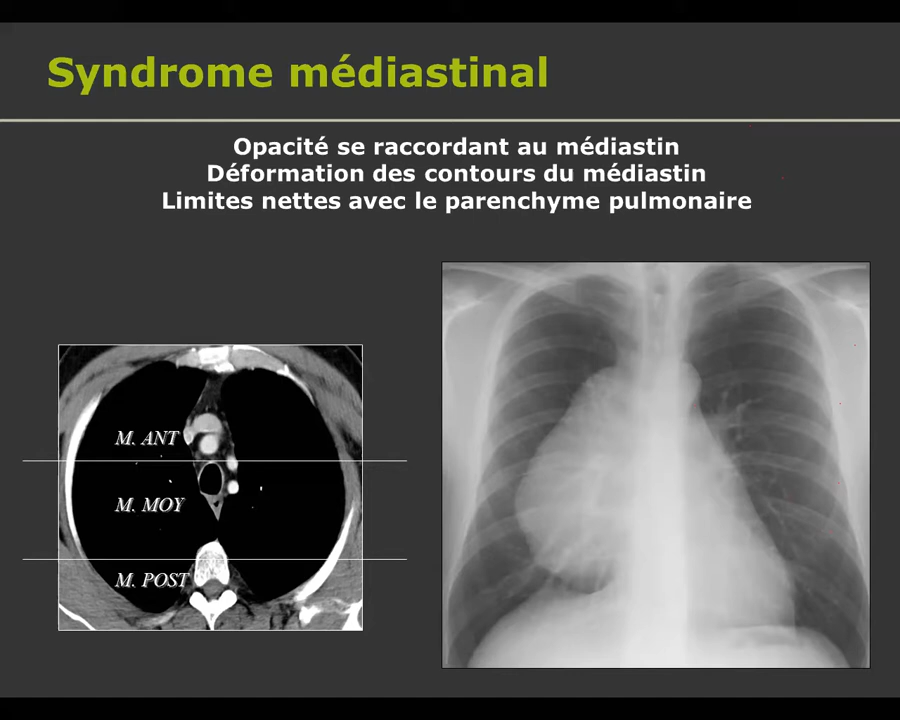 Syndrome médiastinal
Opacité se raccordant au médiastin
Déformation des contours du médiastin
Limites nettes avec le parenchyme pulmonaire
M. ANT
M. MOY
M. POST